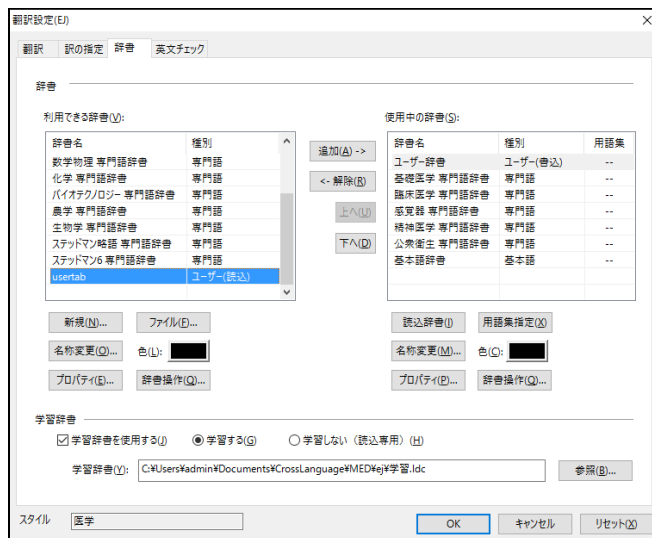 翻訳設定(EJ)
翻訳 訳の指定 辞書 英文チェック
辞書
利用できる辞書(V):
辞書名 種別
数学物理 専門語辞書 専門語
化学 専門語辞書 専門語
バイオテクノロジー 専門語辞書 専門語
農学 専門語辞書 専門語
生物学 専門語辞書 専門語
ステッドマン略語 専門語辞書 専門語
ステッドマン6 専門語辞書 専門語
usertab ユーザー(読込)
追加(A) ->
<- 解除(R)
上へ(U)
下へ(D)
使用中の辞書(S):
辞書名 種別 用語集
ユーザー辞書 ユーザー(書込) --
基礎医学 専門語辞書 専門語 --
臨床医学 専門語辞書 専門語 --
感覚器 専門語辞書 専門語 --
精神医学 専門語辞書 専門語 --
公衆衛生 専門語辞書 専門語 --
基本語辞書 基本語 --
新規(N)... ファイル(F)...
名称変更(O)... 色(L):
プロパティ(E)... 辞書操作(Q)...
読込辞書(I) 用語集指定(X)
名称変更(M)... 色(C):
プロパティ(P)... 辞書操作(Q)...
学習辞書
学習辞書を使用する(J) 学習する(G) 学習しない（読込専用）(H)
学習辞書(Y): C:¥Users¥admin¥Documents¥CrossLanguage¥MED¥ej¥学習.ldc 参照(B)...
スタイル 医学 OK キャンセル リセット(X)